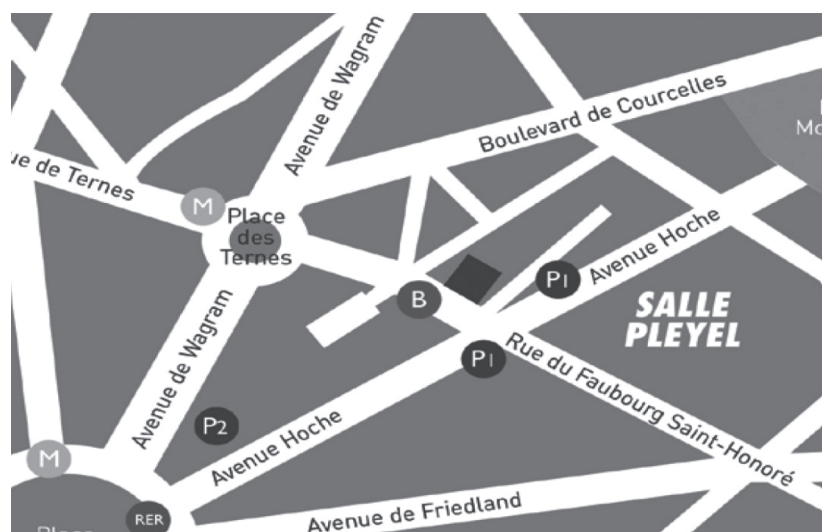 Avenue de Wagram
Boulevard de Courcelles
de Ternes
M
Place
des
Ternes
Avenue Hoche
P1
B
SALLE
PLEYEL
Avenue de Wagram
P1
Rue du Faubourg Saint-Honoré
P2
Avenue Hoche
M
RER
Avenue de Friedland